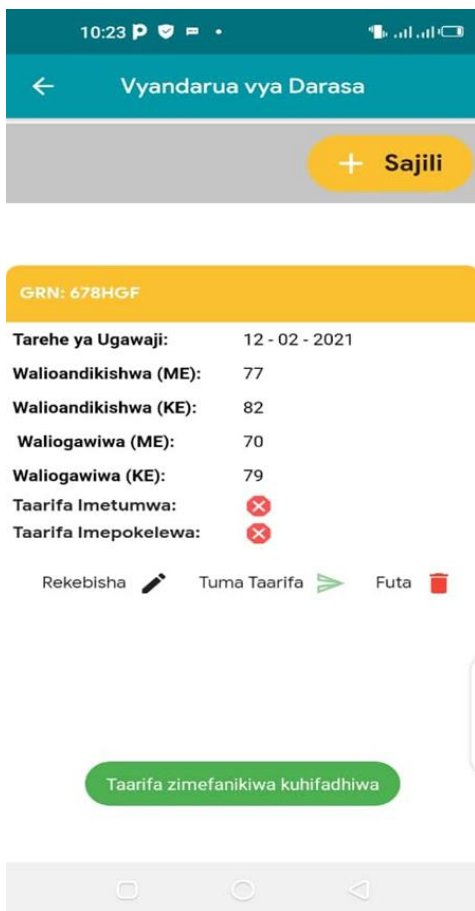 10:23
Vyandarua vya Darasa
+ Sajili
GRN: 678HGF
Tarehe ya Ugawaji: 12 - 02 - 2021
Walioandikishwa (ME): 77
Walioandikishwa (KE): 82
Waliogawiwa (ME): 70
Waliogawiwa (KE): 79
Taarifa Imetumwa:
Taarifa Imepokelewa:
Rekebisha Tuma Taarifa Futa
Taarifa zimefanikiwa kuhifadhiwa